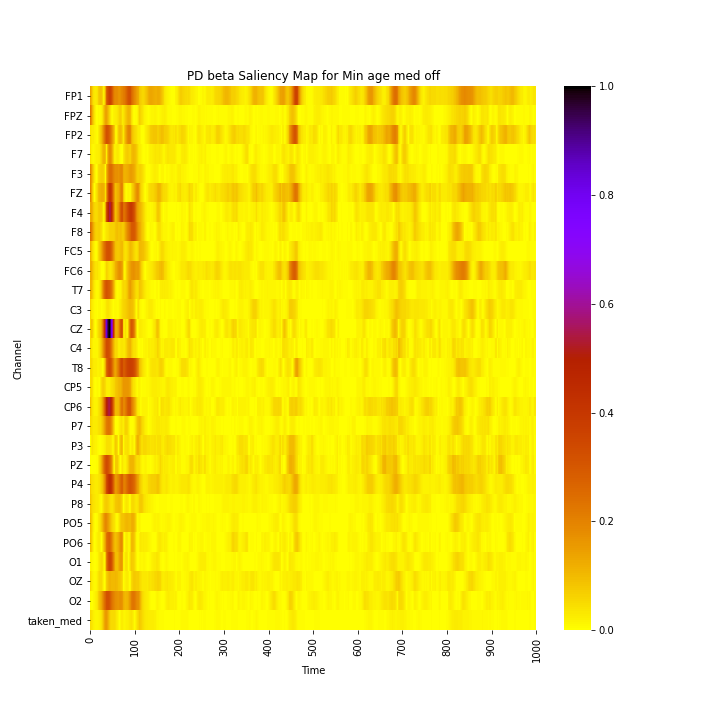 PD beta Saliency Map for Min age med off
FP1
FPZ
FP2
F7
F3
FZ
F4
F8
FC5
FC6
T7
C3
CZ
C4
T8
CP5
CP6
P7
P3
PZ
P4
P8
PO5
PO6
O1
OZ
O2
taken_med
Channel
0
100
200
300
400
500
600
700
800
900
1000
Time
1.0
0.8
0.6
0.4
0.2
0.0